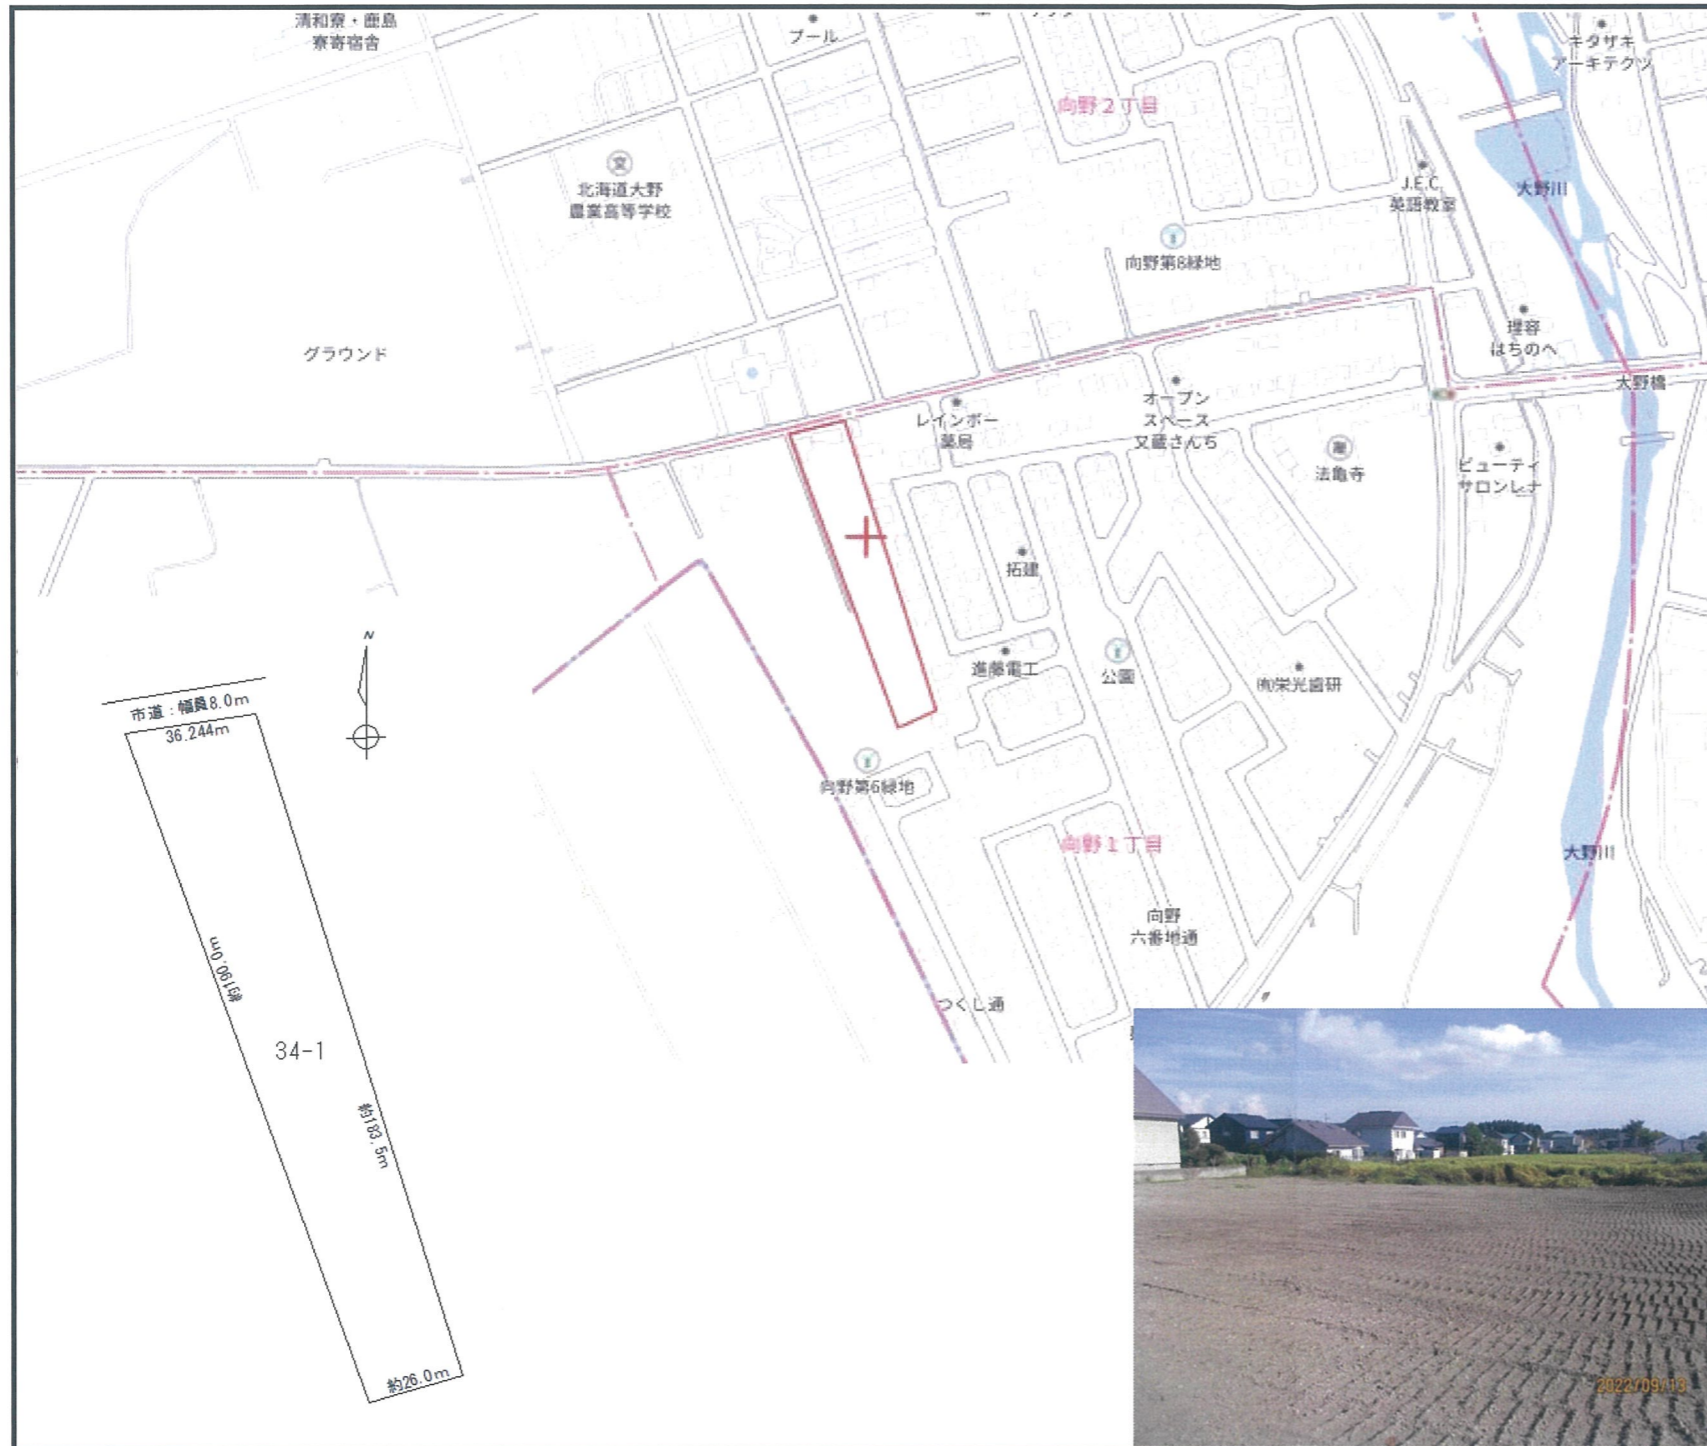 清和寮・鹿島
寮寄宿舎
プール
キタザキ
アーキテクツ
向野2丁目
文
北海道大野
農業高等学校
J.E.C.
英語教室
大野川
向野第8緑地
理容
はちのへ
グラウンド
大野橋
レインボー
薬局
オープン
スペース
又蔵さんち
法亀寺
ビューティ
サロンレナ
拓建
進藤電工
公園
㈲栄光歯研
向野第6緑地
向野1丁目
大野川
向野
六番地通
つくし通
N
市道：幅員8.0m
36.244m
約190.0m
34-1
約183.5m
約26.0m
2022/09/13